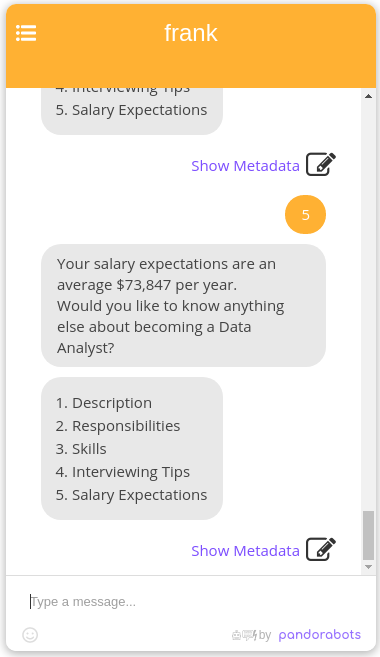 frank
4. Interviewing Tips
5. Salary Expectations
Show Metadata
5
Your salary expectations are an
average $73,847 per year.
Would you like to know anything
else about becoming a Data
Analyst?
1. Description
2. Responsibilities
3. Skills
4. Interviewing Tips
5. Salary Expectations
Show Metadata
Type a message...
by pandorabots